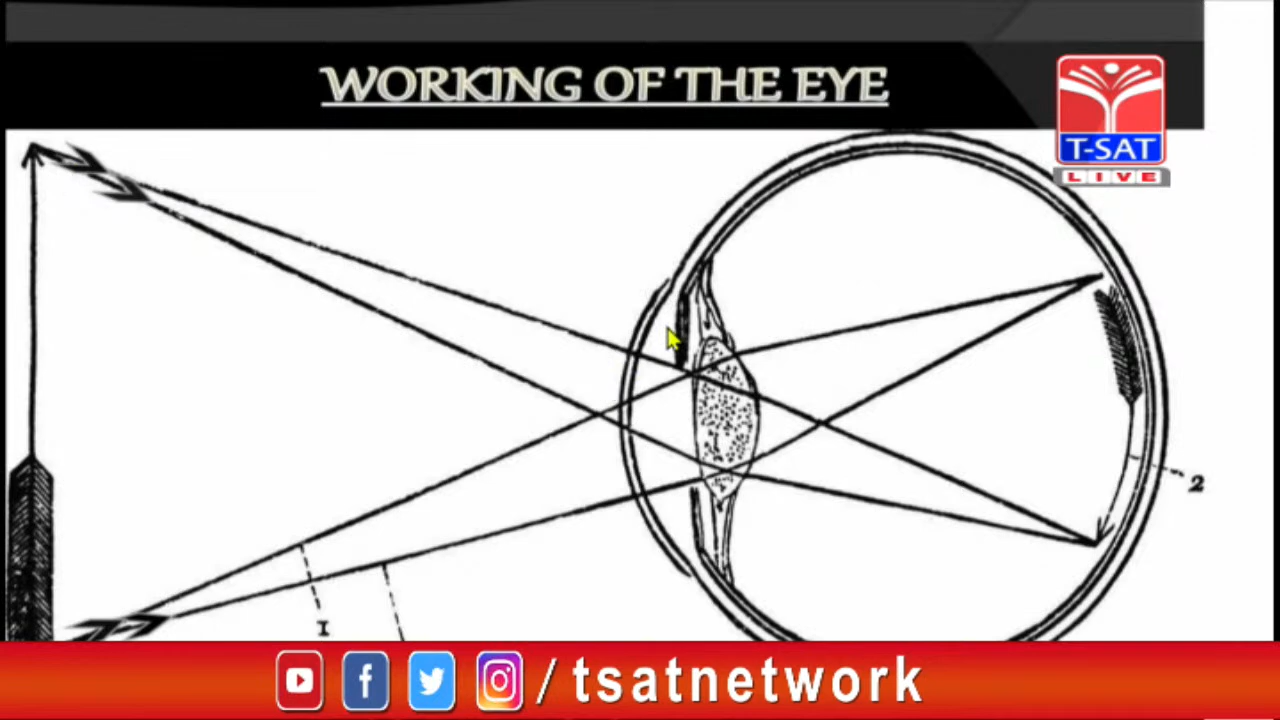 WORKING OF THE EYE
T-SAT
LIVE
2
1
/ tsatnetwork